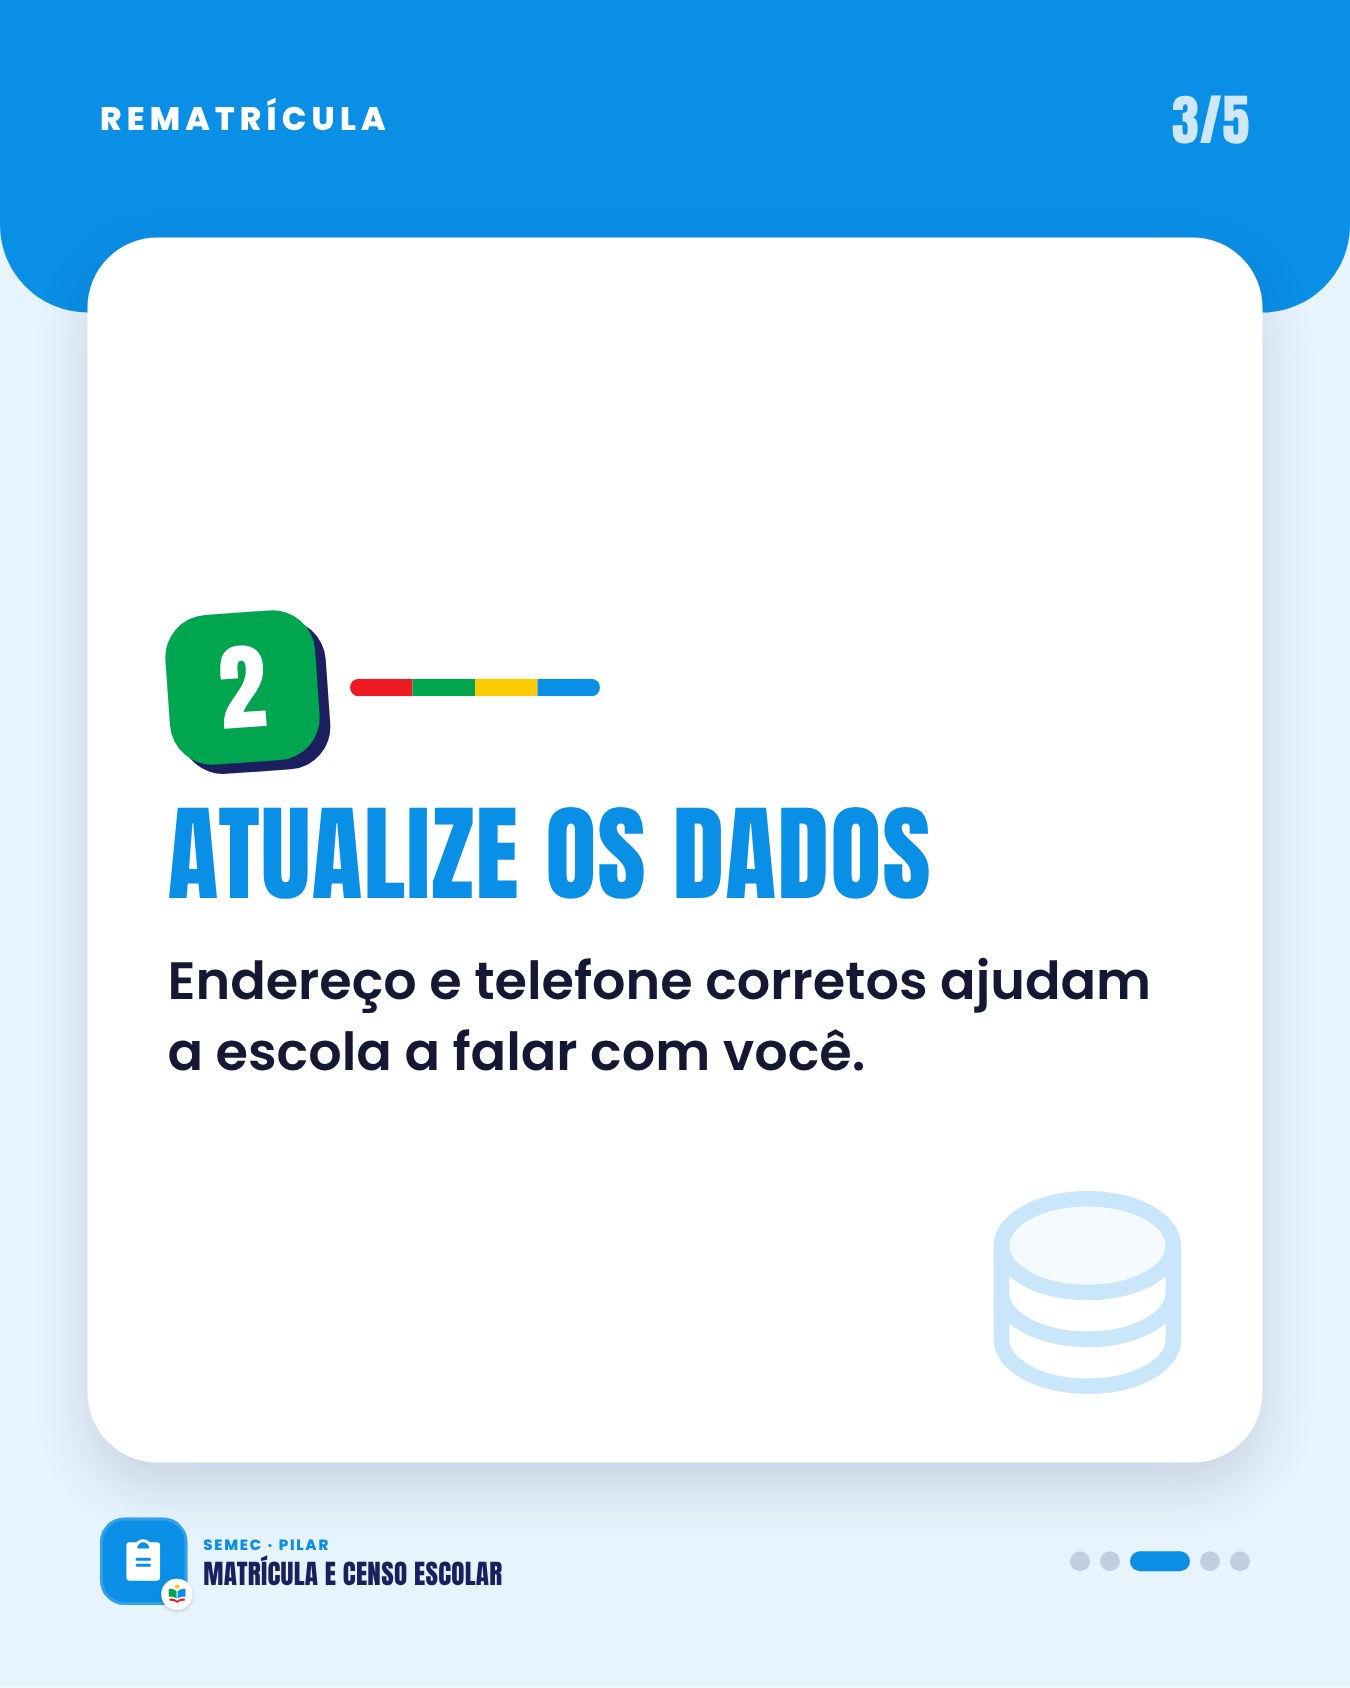 REMATRÍCULA
3/5
2
ATUALIZE OS DADOS
Endereço e telefone corretos ajudam
a escola a falar com você.
SEMEC · PILAR
MATRÍCULA E CENSO ESCOLAR